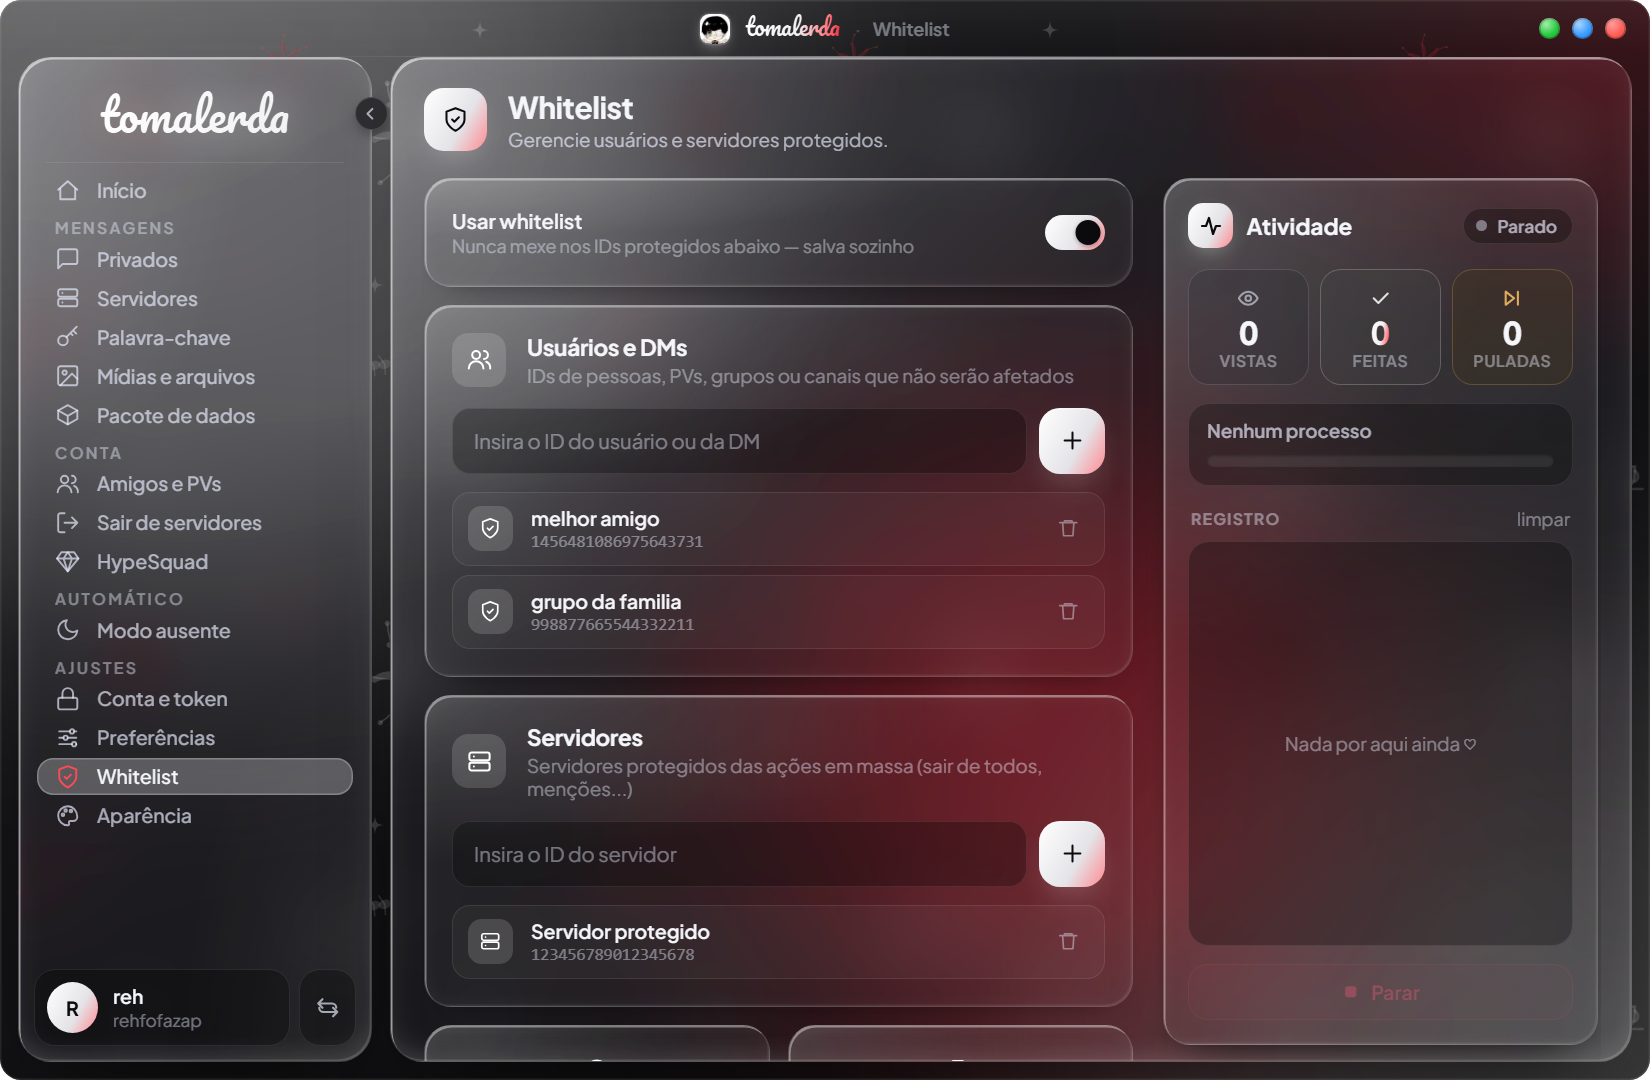 tomalerda
Whitelist
tomalerda
Início
MENSAGENS
Privados
Servidores
Palavra-chave
Mídias e arquivos
Pacote de dados
CONTA
Amigos e PVs
Sair de servidores
HypeSquad
AUTOMÁTICO
Modo ausente
AJUSTES
Conta e token
Preferências
Whitelist
Aparência
R
reh
rehfofazap
Whitelist
Gerencie usuários e servidores protegidos.
Usar whitelist
Nunca mexe nos IDs protegidos abaixo — salva sozinho
Usuários e DMs
IDs de pessoas, PVs, grupos ou canais que não serão afetados
Insira o ID do usuário ou da DM
melhor amigo
1456481086975643731
grupo da familia
998877665544332211
Servidores
Servidores protegidos das ações em massa (sair de todos,
menções...)
Insira o ID do servidor
Servidor protegido
123456789012345678
Atividade
Parado
0
VISTAS
0
FEITAS
0
PULADAS
Nenhum processo
REGISTRO
limpar
Nada por aqui ainda ♡
Parar